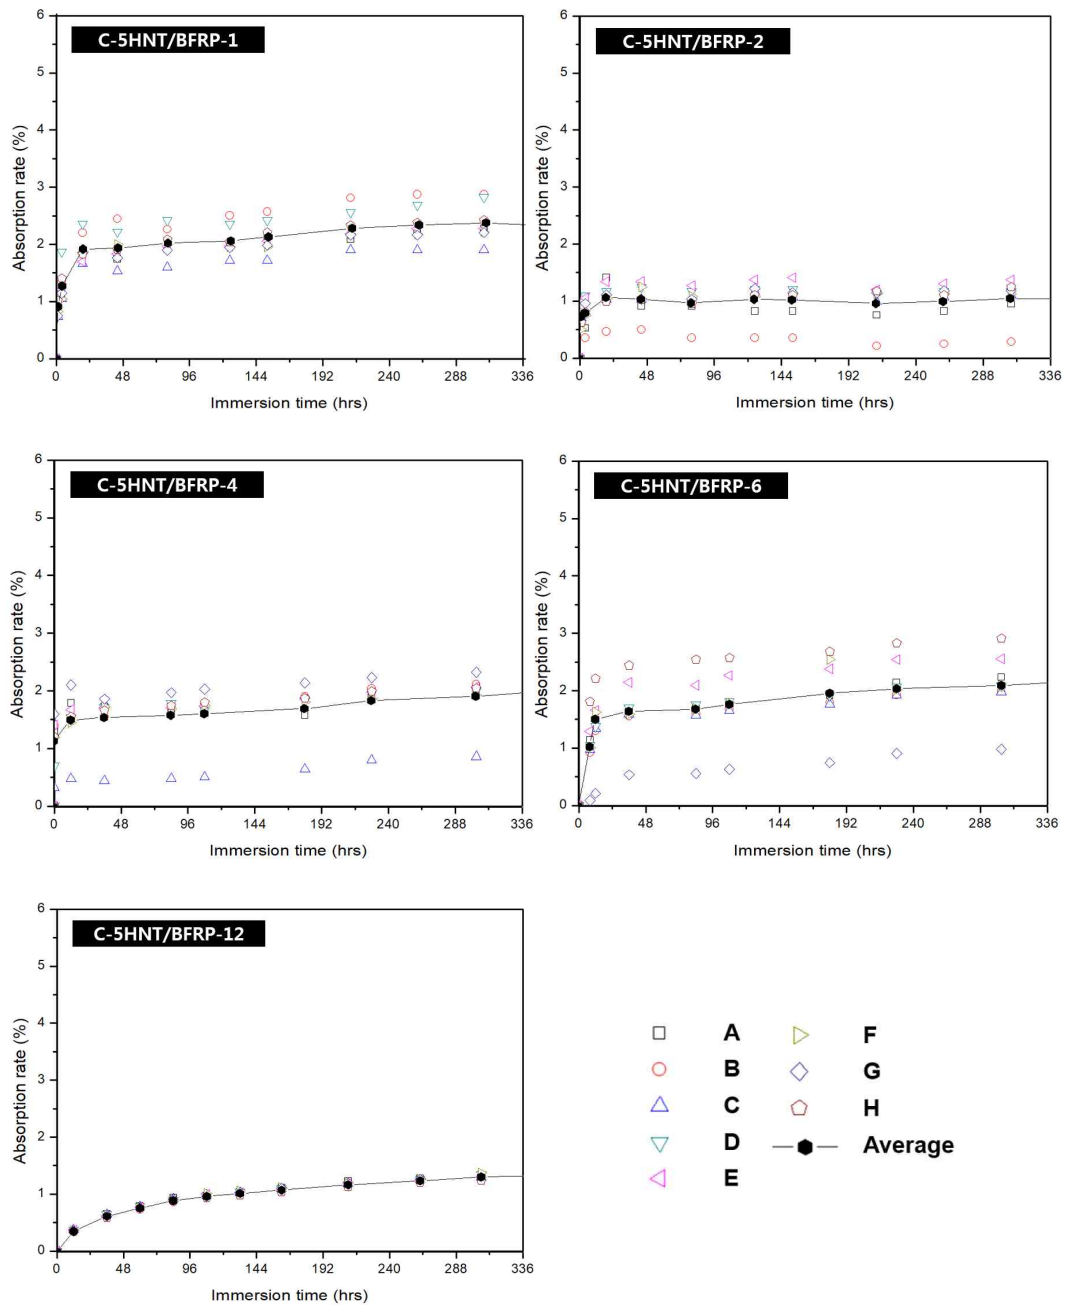 C-5HNT/BFRP-1
Absorption rate (%)
6
5
4
3
2
1
0
0 48 96 144 192 240 288 336
Immersion time (hrs)
C-5HNT/BFRP-2
Absorption rate (%)
6
5
4
3
2
1
0
0 48 96 144 192 240 288 336
Immersion time (hrs)
C-5HNT/BFRP-4
Absorption rate (%)
6
5
4
3
2
1
0
0 48 96 144 192 240 288 336
Immersion time (hrs)
C-5HNT/BFRP-6
Absorption rate (%)
6
5
4
3
2
1
0
0 48 96 144 192 240 288 336
Immersion time (hrs)
C-5HNT/BFRP-12
Absorption rate (%)
6
5
4
3
2
1
0
0 48 96 144 192 240 288 336
Immersion time (hrs)
A
B
C
D
E
F
G
H
Average